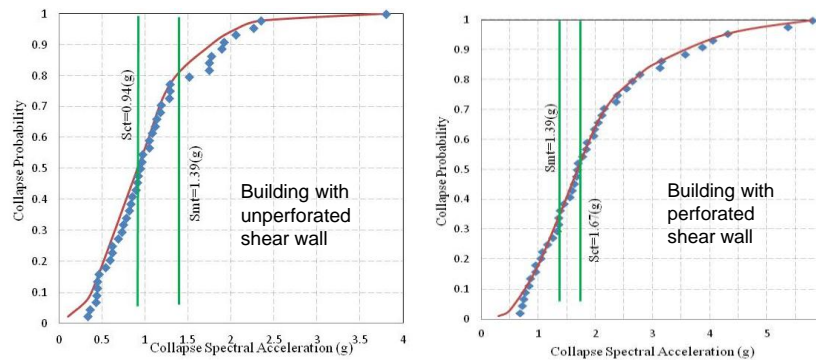 1
0.9
0.8
0.7
0.6
0.5
0.4
0.3
0.2
0.1
0
Collapse Probability
Sct=0.94(g)
Smt=1.39(g)
Building with
unperforated
shear wall
0
0.5
1
1.5
2
2.5
3
3.5
4
Collapse Spectral Acceleration (g)
1
0.9
0.8
0.7
0.6
0.5
0.4
0.3
0.2
0.1
0
Collapse Probability
Smt=1.39(g)
Sct=1.67(g)
Building with
perforated
shear wall
0
1
2
3
4
5
Collapse Spectral Acceleration (g)